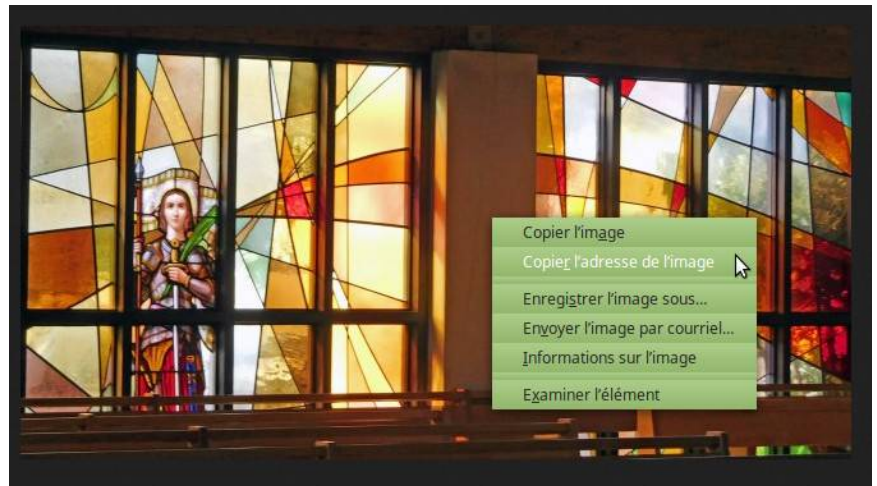 Copier l'image
Copier l'adresse de l'image
Enregistrer l'image sous...
Envoyer l'image par courriel...
Informations sur l'image
Examiner l'élément